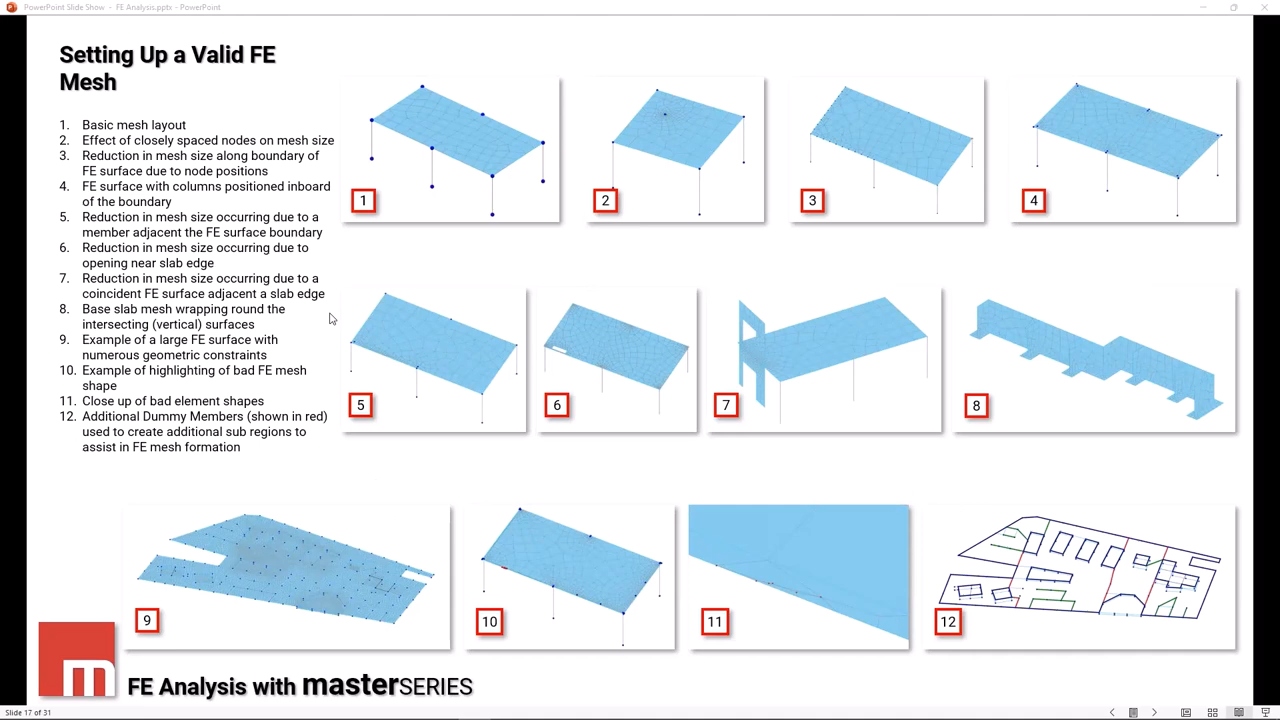 PowerPoint Slide Show - FE Analysis.pptx - PowerPoint
Setting Up a Valid FE
Mesh
1. Basic mesh layout
2. Effect of closely spaced nodes on mesh size
3. Reduction in mesh size along boundary of
FE surface due to node positions
4. FE surface with columns positioned inboard
of the boundary
5. Reduction in mesh size occurring due to a
member adjacent the FE surface boundary
6. Reduction in mesh size occurring due to
opening near slab edge
7. Reduction in mesh size occurring due to a
coincident FE surface adjacent a slab edge
8. Base slab mesh wrapping round the
intersecting (vertical) surfaces
9. Example of a large FE surface with
numerous geometric constraints
10. Example of highlighting of bad FE mesh
shape
11. Close up of bad element shapes
12. Additional Dummy Members (shown in red)
used to create additional sub regions to
assist in FE mesh formation
1
2
3
4
5
6
7
8
9
10
11
12
m
FE Analysis with masterSERIES
Slide 17 of 31